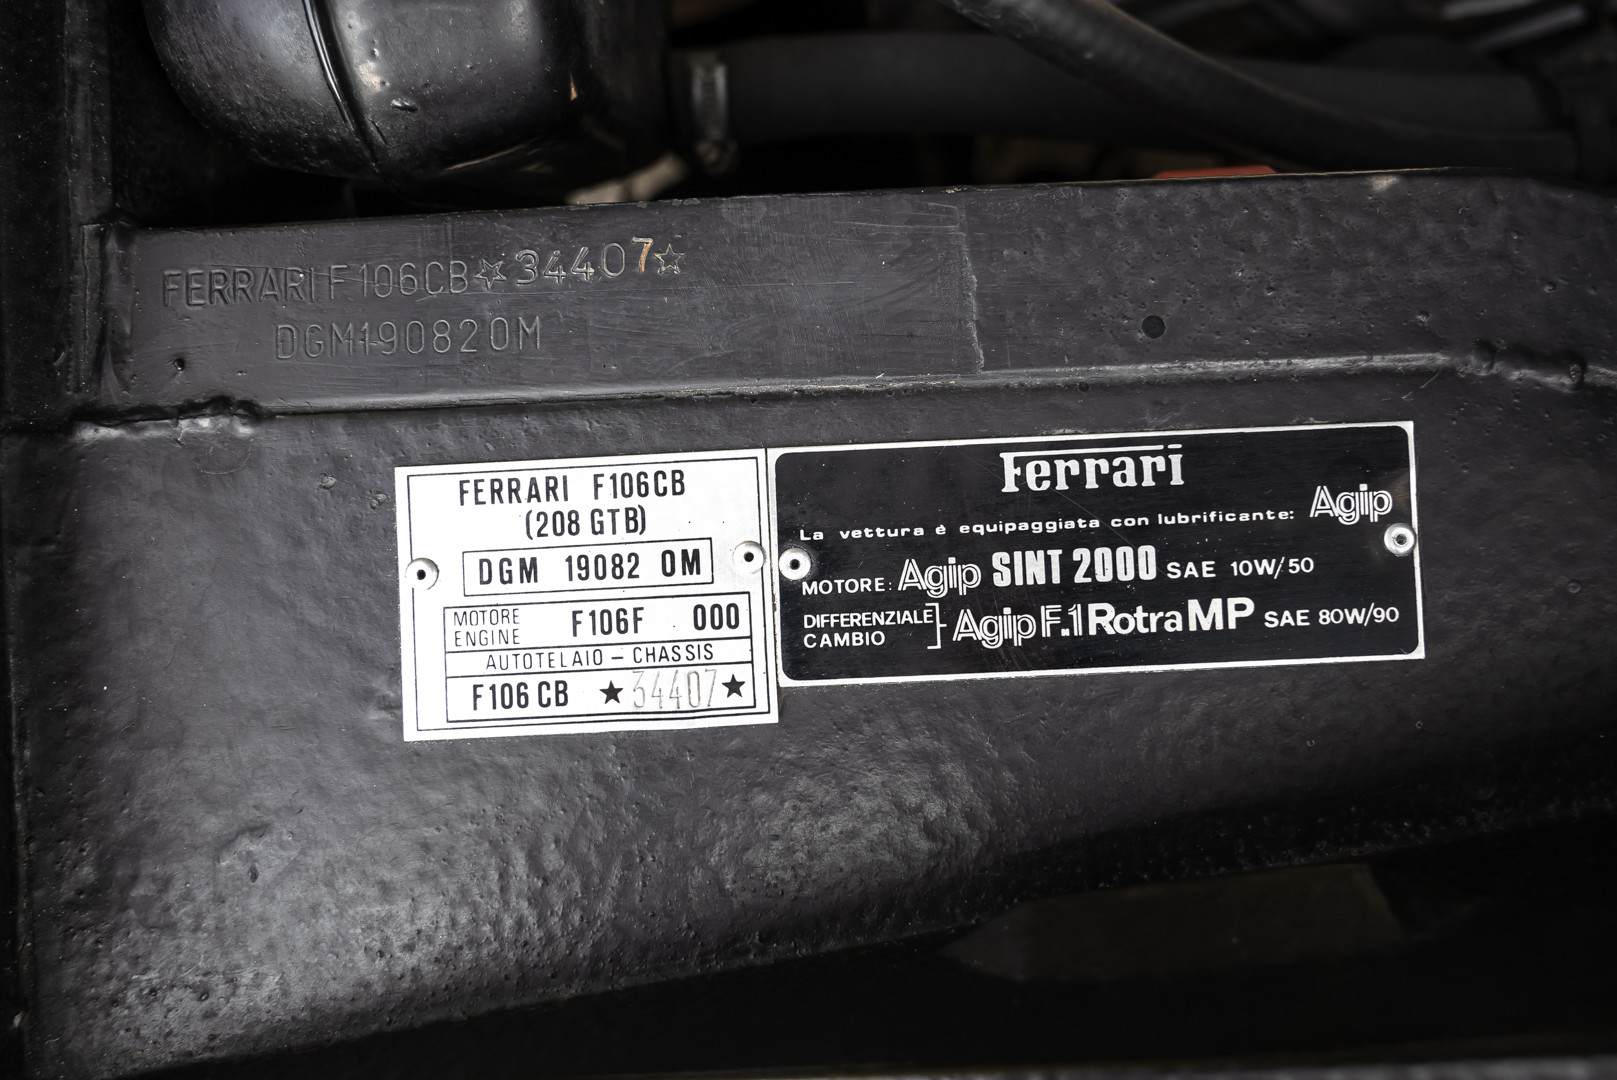 FERRARI F106CB☆34407☆
DGM19082OM
FERRARI F106CB
(208 GTB)
DGM 19082 OM
MOTORE
ENGINE
F106F 000
AUTOTELAIO – CHASSIS
F106 CB ★34407★
Ferrari
La vettura è equipaggiata con lubrificante: Agip
MOTORE: Agip SINT 2000 SAE 10W/50
DIFFERENZIALE
CAMBIO
] Agip F.1 Rotra MP SAE 80W/90